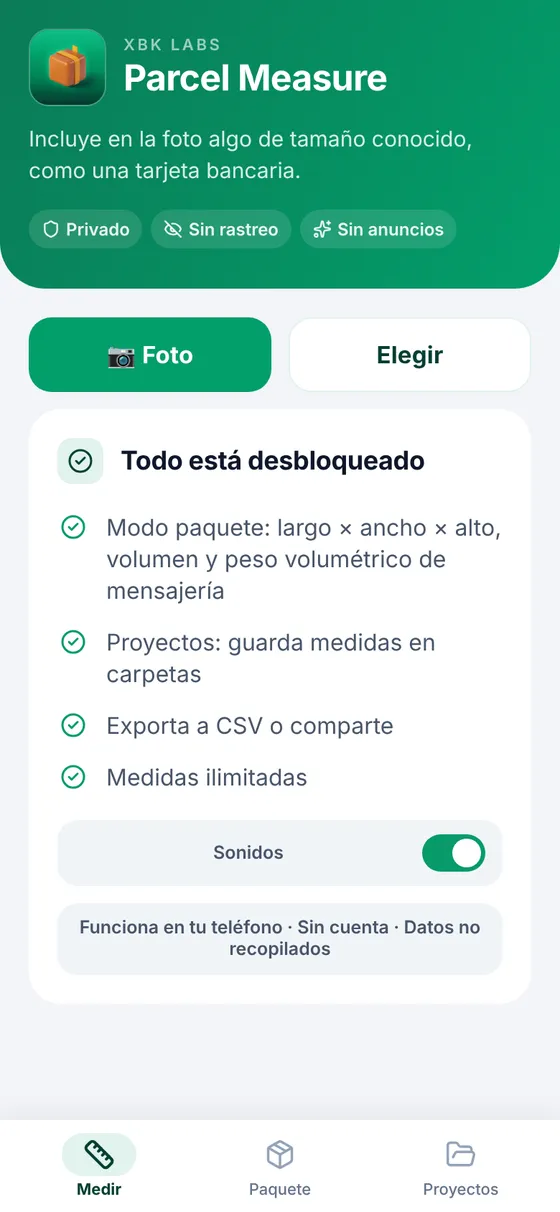 XBK LABS
Parcel Measure
Incluye en la foto algo de tamaño conocido,
como una tarjeta bancaria.
Privado
Sin rastreo
Sin anuncios
Foto
Elegir
Todo está desbloqueado
Modo paquete: largo × ancho × alto,
volumen y peso volumétrico de
mensajería
Proyectos: guarda medidas en
carpetas
Exporta a CSV o comparte
Medidas ilimitadas
Sonidos
Funciona en tu teléfono · Sin cuenta · Datos no
recopilados
Medir
Paquete
Proyectos